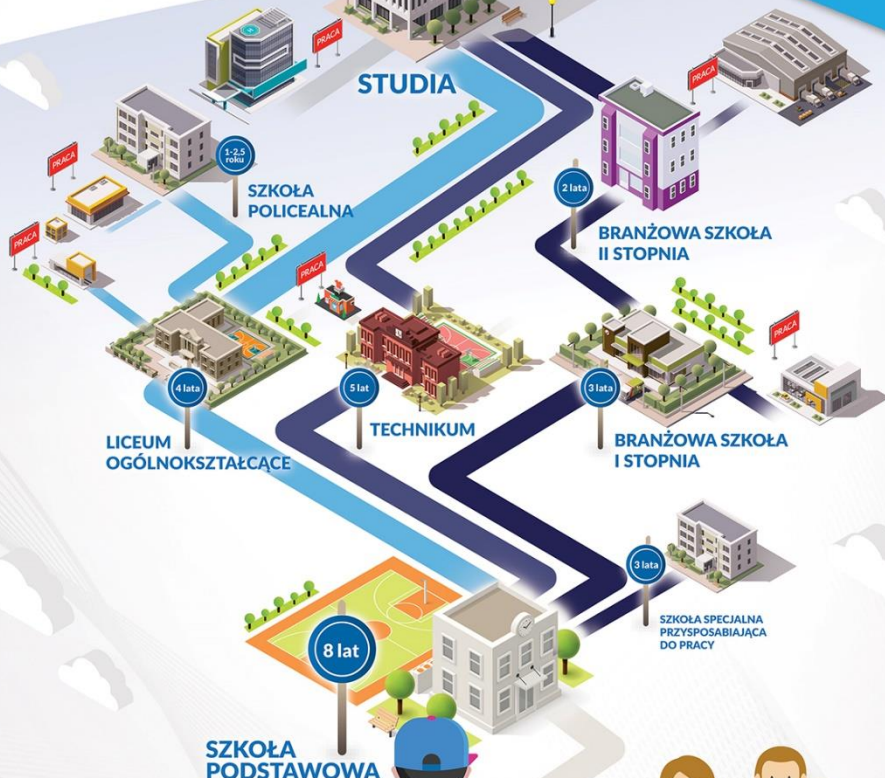 PRACA
STUDIA
PRACA
1-2,5
roku
SZKOŁA
POLICEALNA
PRACA
PRACA
2 lata
BRANŻOWA SZKOŁA
II STOPNIA
PRACA
PRACA
4 lata
LICEUM
OGÓLNOKSZTAŁCĄCE
5 lat
TECHNIKUM
3 lata
BRANŻOWA SZKOŁA
I STOPNIA
3 lata
SZKOŁA SPECJALNA
PRZYSPOSABIAJĄCA
DO PRACY
8 lat
SZKOŁA
PODSTAWOWA